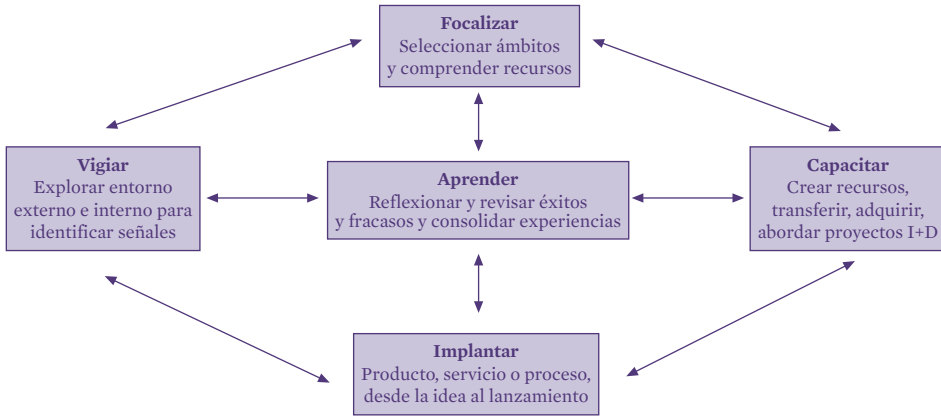 Focalizar
Seleccionar ámbitos
y comprender recursos
Vigiar
Explorar entorno
externo e interno para
identificar señales
Aprender
Reflexionar y revisar éxitos
y fracasos y consolidar experiencias
Capacitar
Crear recursos,
transferir, adquirir,
abordar proyectos I+D
Implantar
Producto, servicio o proceso,
desde la idea al lanzamiento